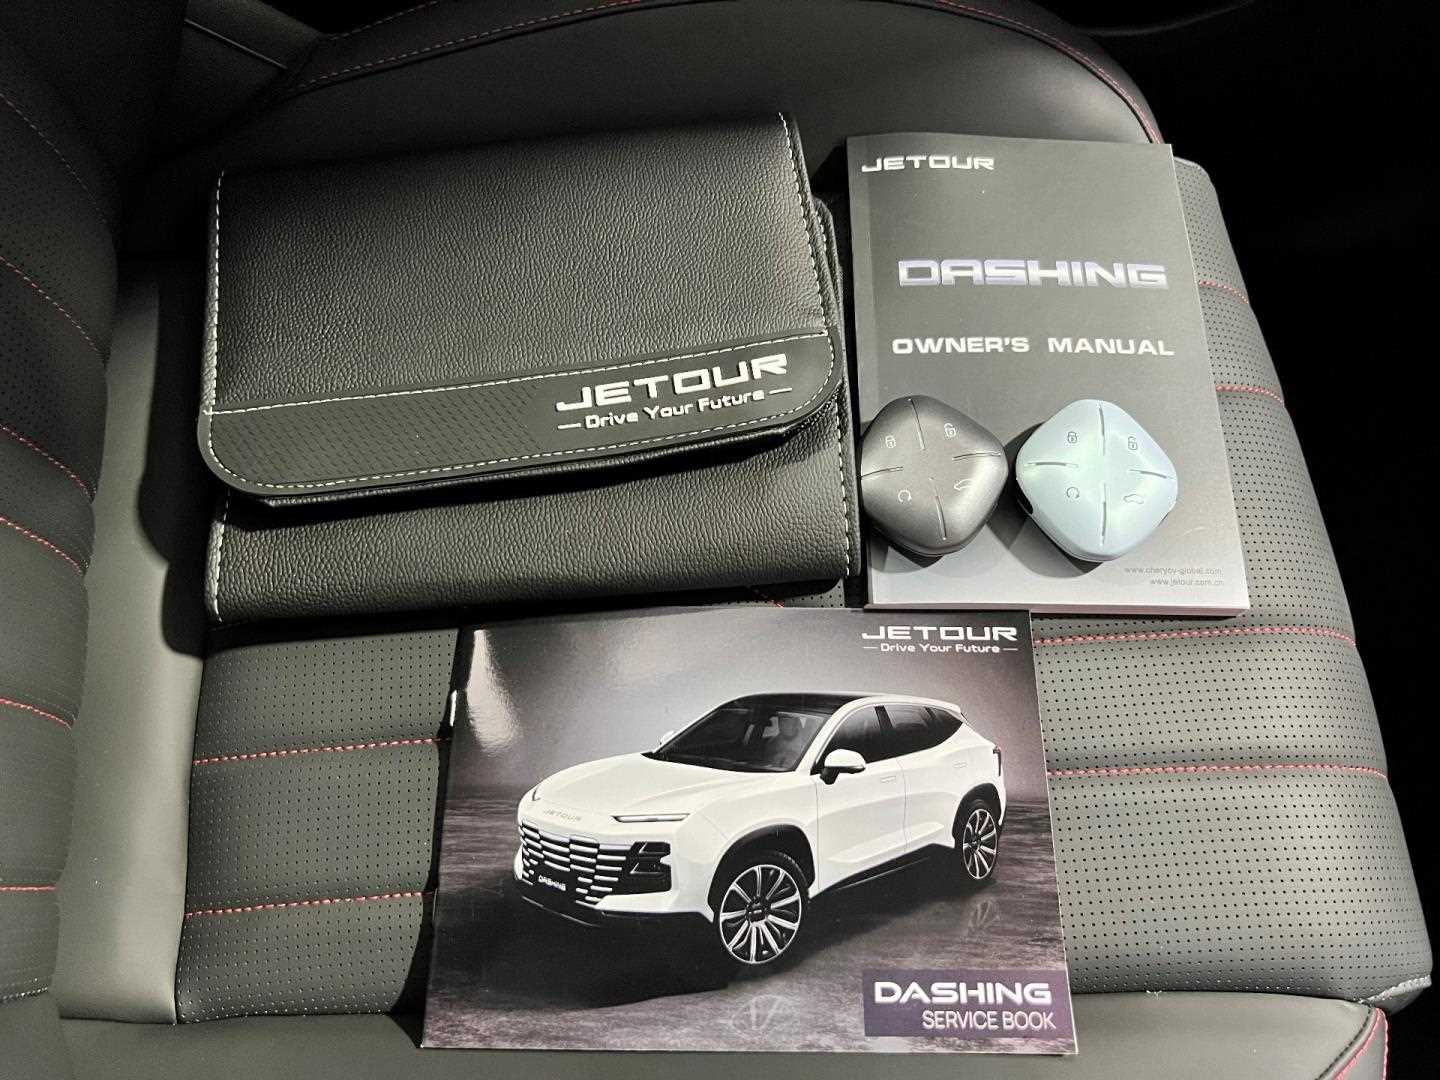 JETOUR
Drive Your Future
JETOUR
DASHING
OWNER'S MANUAL
www.cheryov-global.com
www.jetour.com.cn
JETOUR
Drive Your Future
JETOUR
DASHING
DASHING
SERVICE BOOK